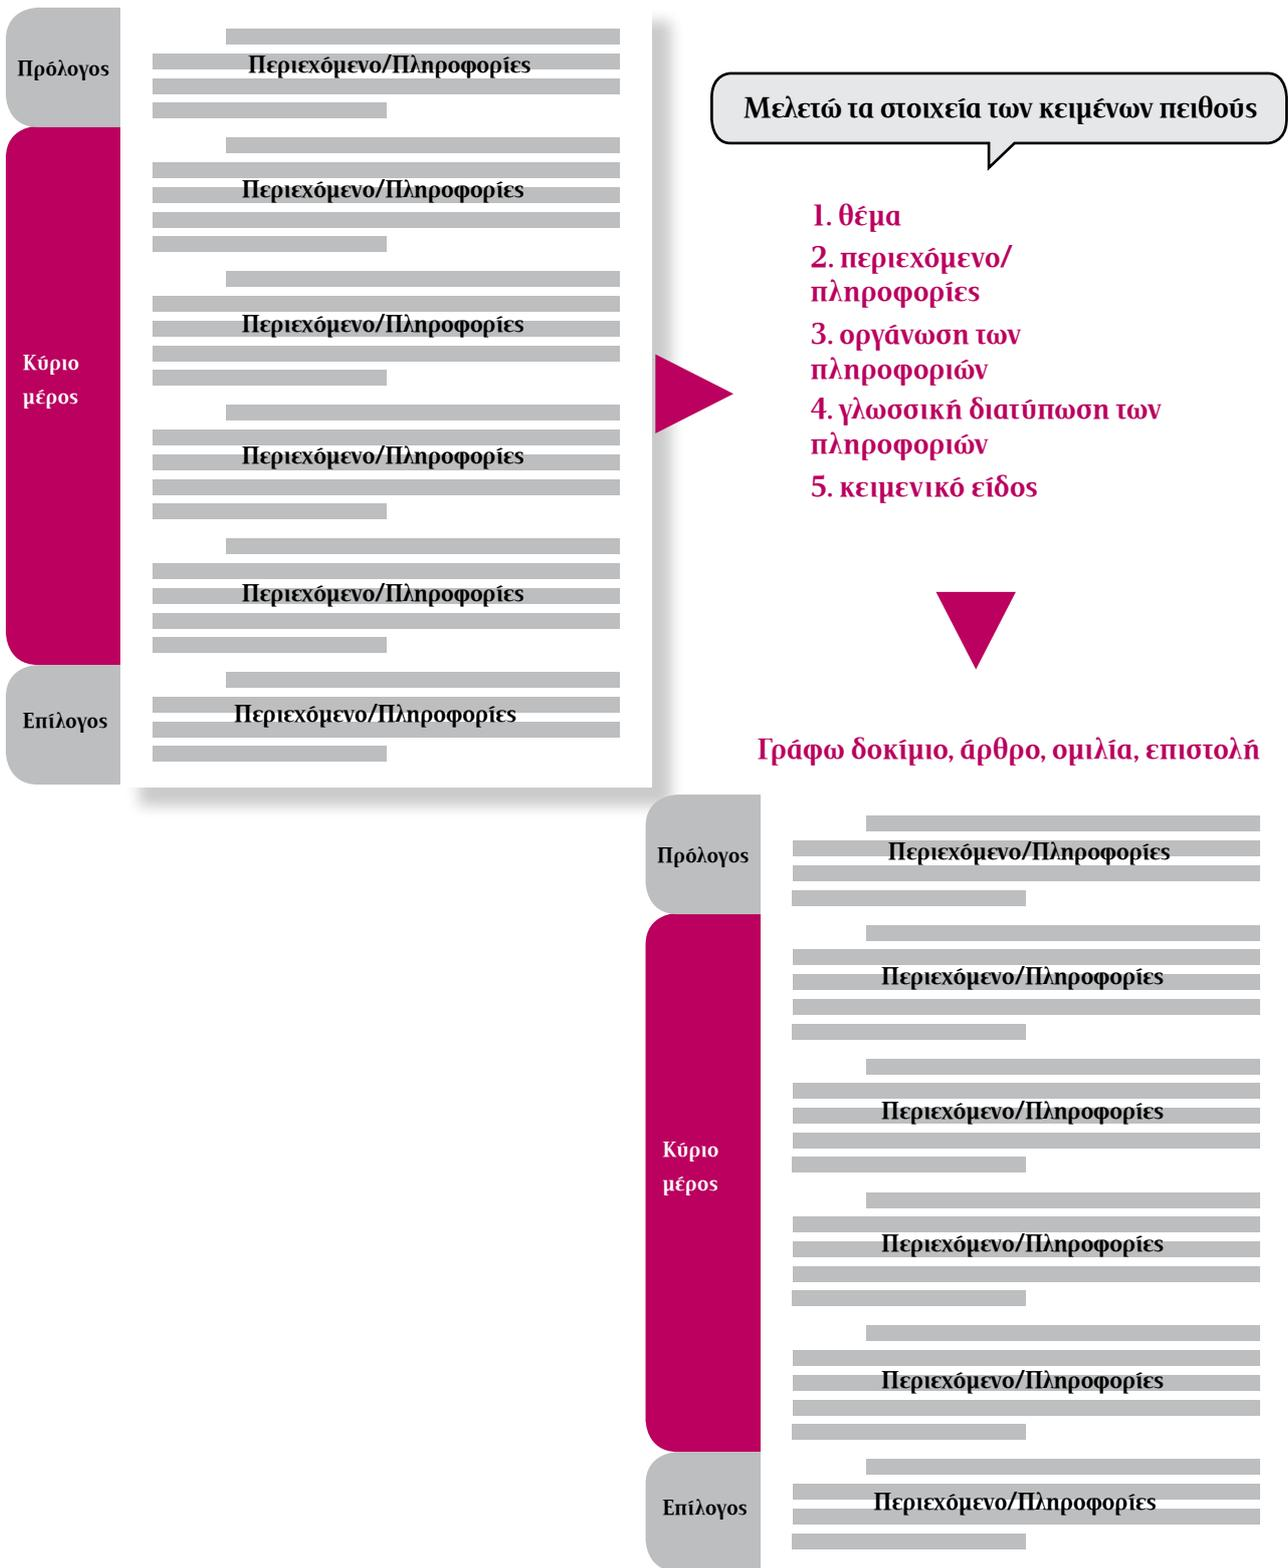 Πρόλογος
Περιεχόμενο/Πληροφορίες
Περιεχόμενο/Πληροφορίες
Περιεχόμενο/Πληροφορίες
Κύριο
μέρος
Περιεχόμενο/Πληροφορίες
Περιεχόμενο/Πληροφορίες
Επίλογος
Περιεχόμενο/Πληροφορίες
Μελετώ τα στοιχεία των κειμένων πειθούς
1. θέμα
2. περιεχόμενο/
πληροφορίες
3. οργάνωση των
πληροφοριών
4. γλωσσική διατύπωση των
πληροφοριών
5. κειμενικό είδος
Γράφω δοκίμιο, άρθρο, ομιλία, επιστολή
Πρόλογος
Περιεχόμενο/Πληροφορίες
Περιεχόμενο/Πληροφορίες
Περιεχόμενο/Πληροφορίες
Κύριο
μέρος
Περιεχόμενο/Πληροφορίες
Περιεχόμενο/Πληροφορίες
Επίλογος
Περιεχόμενο/Πληροφορίες